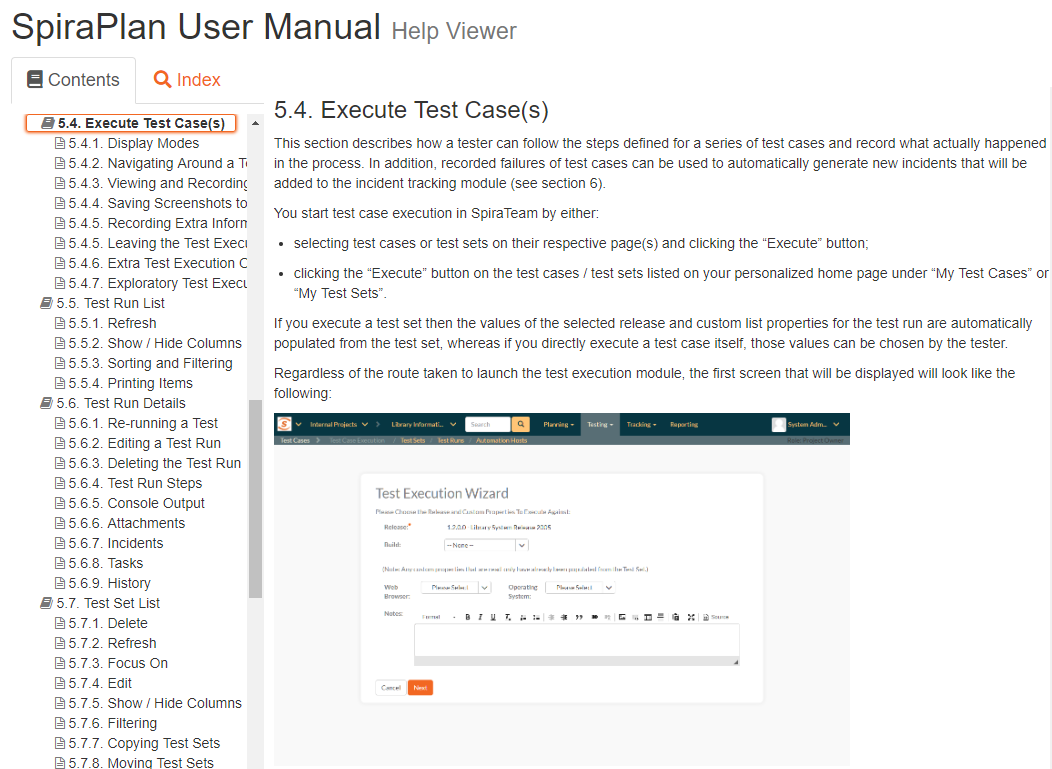 SpiraPlan User Manual Help Viewer
Contents
Index
5.4. Execute Test Case(s)
5.4.1. Display Modes
5.4.2. Navigating Around a Te
5.4.3. Viewing and Recording
5.4.4. Saving Screenshots to
5.4.5. Recording Extra Inform
5.4.5. Leaving the Test Execu
5.4.6. Extra Test Execution C
5.4.7. Exploratory Test Execu
5.5. Test Run List
5.5.1. Refresh
5.5.2. Show / Hide Columns
5.5.3. Sorting and Filtering
5.5.4. Printing Items
5.6. Test Run Details
5.6.1. Re-running a Test
5.6.2. Editing a Test Run
5.6.3. Deleting the Test Run
5.6.4. Test Run Steps
5.6.5. Console Output
5.6.6. Attachments
5.6.7. Incidents
5.6.8. Tasks
5.6.9. History
5.7. Test Set List
5.7.1. Delete
5.7.2. Refresh
5.7.3. Focus On
5.7.4. Edit
5.7.5. Show / Hide Columns
5.7.6. Filtering
5.7.7. Copying Test Sets
5.7.8. Moving Test Sets
5.4. Execute Test Case(s)
This section describes how a tester can follow the steps defined for a series of test cases and record what actually happened
in the process. In addition, recorded failures of test cases can be used to automatically generate new incidents that will be
added to the incident tracking module (see section 6).
You start test case execution in SpiraTeam by either:
• selecting test cases or test sets on their respective page(s) and clicking the “Execute” button;
• clicking the “Execute” button on the test cases / test sets listed on your personalized home page under “My Test Cases” or
“My Test Sets”.
If you execute a test set then the values of the selected release and custom list properties for the test run are automatically
populated from the test set, whereas if you directly execute a test case itself, those values can be chosen by the tester.
Regardless of the route taken to launch the test execution module, the first screen that will be displayed will look like the
following:
Internal Projects > Library Informati... Search Planning Testing Tracking Reporting System Adm...
Test Cases > Test Case Execution / Test Sets / Test Runs / Automation Hosts Role: Project Owner
Test Execution Wizard
Please Choose the Release and Custom Properties To Execute Against:
Release:* 1.2.0.0 - Library System Release 2005
Build: -- None --
(Note: Any custom properties that are read-only have already been populated from the Test Set.)
Web Browser: Please Select Operating System: Please Select
Notes: Format B I U Source
Cancel Next